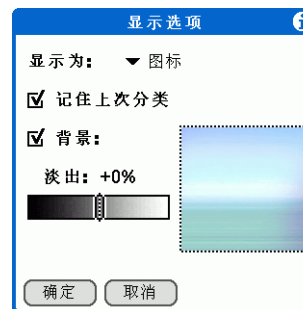 显示选项
显示为: 图标
记住上次分类
背景:
淡出: +0%
确定 取消